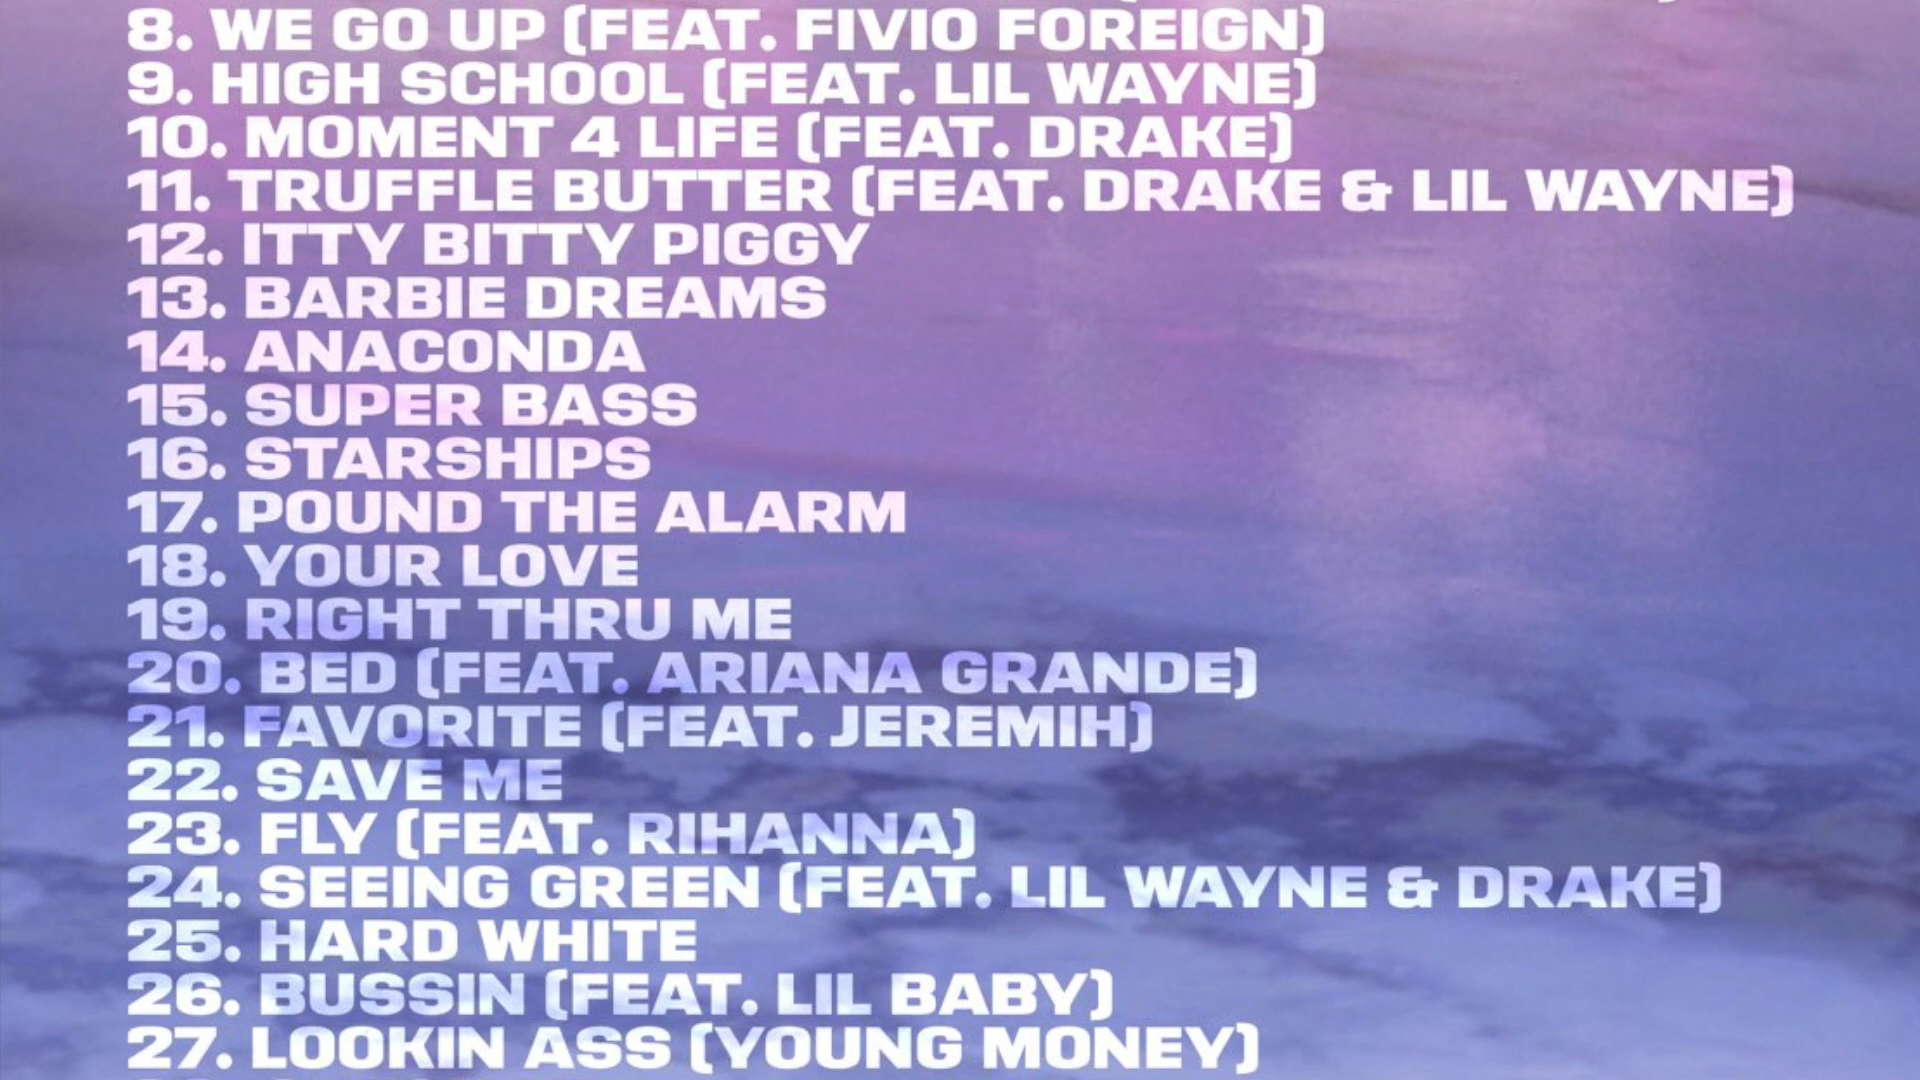 8. WE GO UP (FEAT. FIVIO FOREIGN)
9. HIGH SCHOOL (FEAT. LIL WAYNE)
10. MOMENT 4 LIFE (FEAT. DRAKE)
11. TRUFFLE BUTTER (FEAT. DRAKE & LIL WAYNE)
12. ITTY BITTY PIGGY
13. BARBIE DREAMS
14. ANACONDA
15. SUPER BASS
16. STARSHIPS
17. POUND THE ALARM
18. YOUR LOVE
19. RIGHT THRU ME
20. BED (FEAT. ARIANA GRANDE)
21. FAVORITE (FEAT. JEREMIH)
22. SAVE ME
23. FLY (FEAT. RIHANNA)
24. SEEING GREEN (FEAT. LIL WAYNE & DRAKE)
25. HARD WHITE
26. BUSSIN (FEAT. LIL BABY)
27. LOOKIN ASS (YOUNG MONEY)